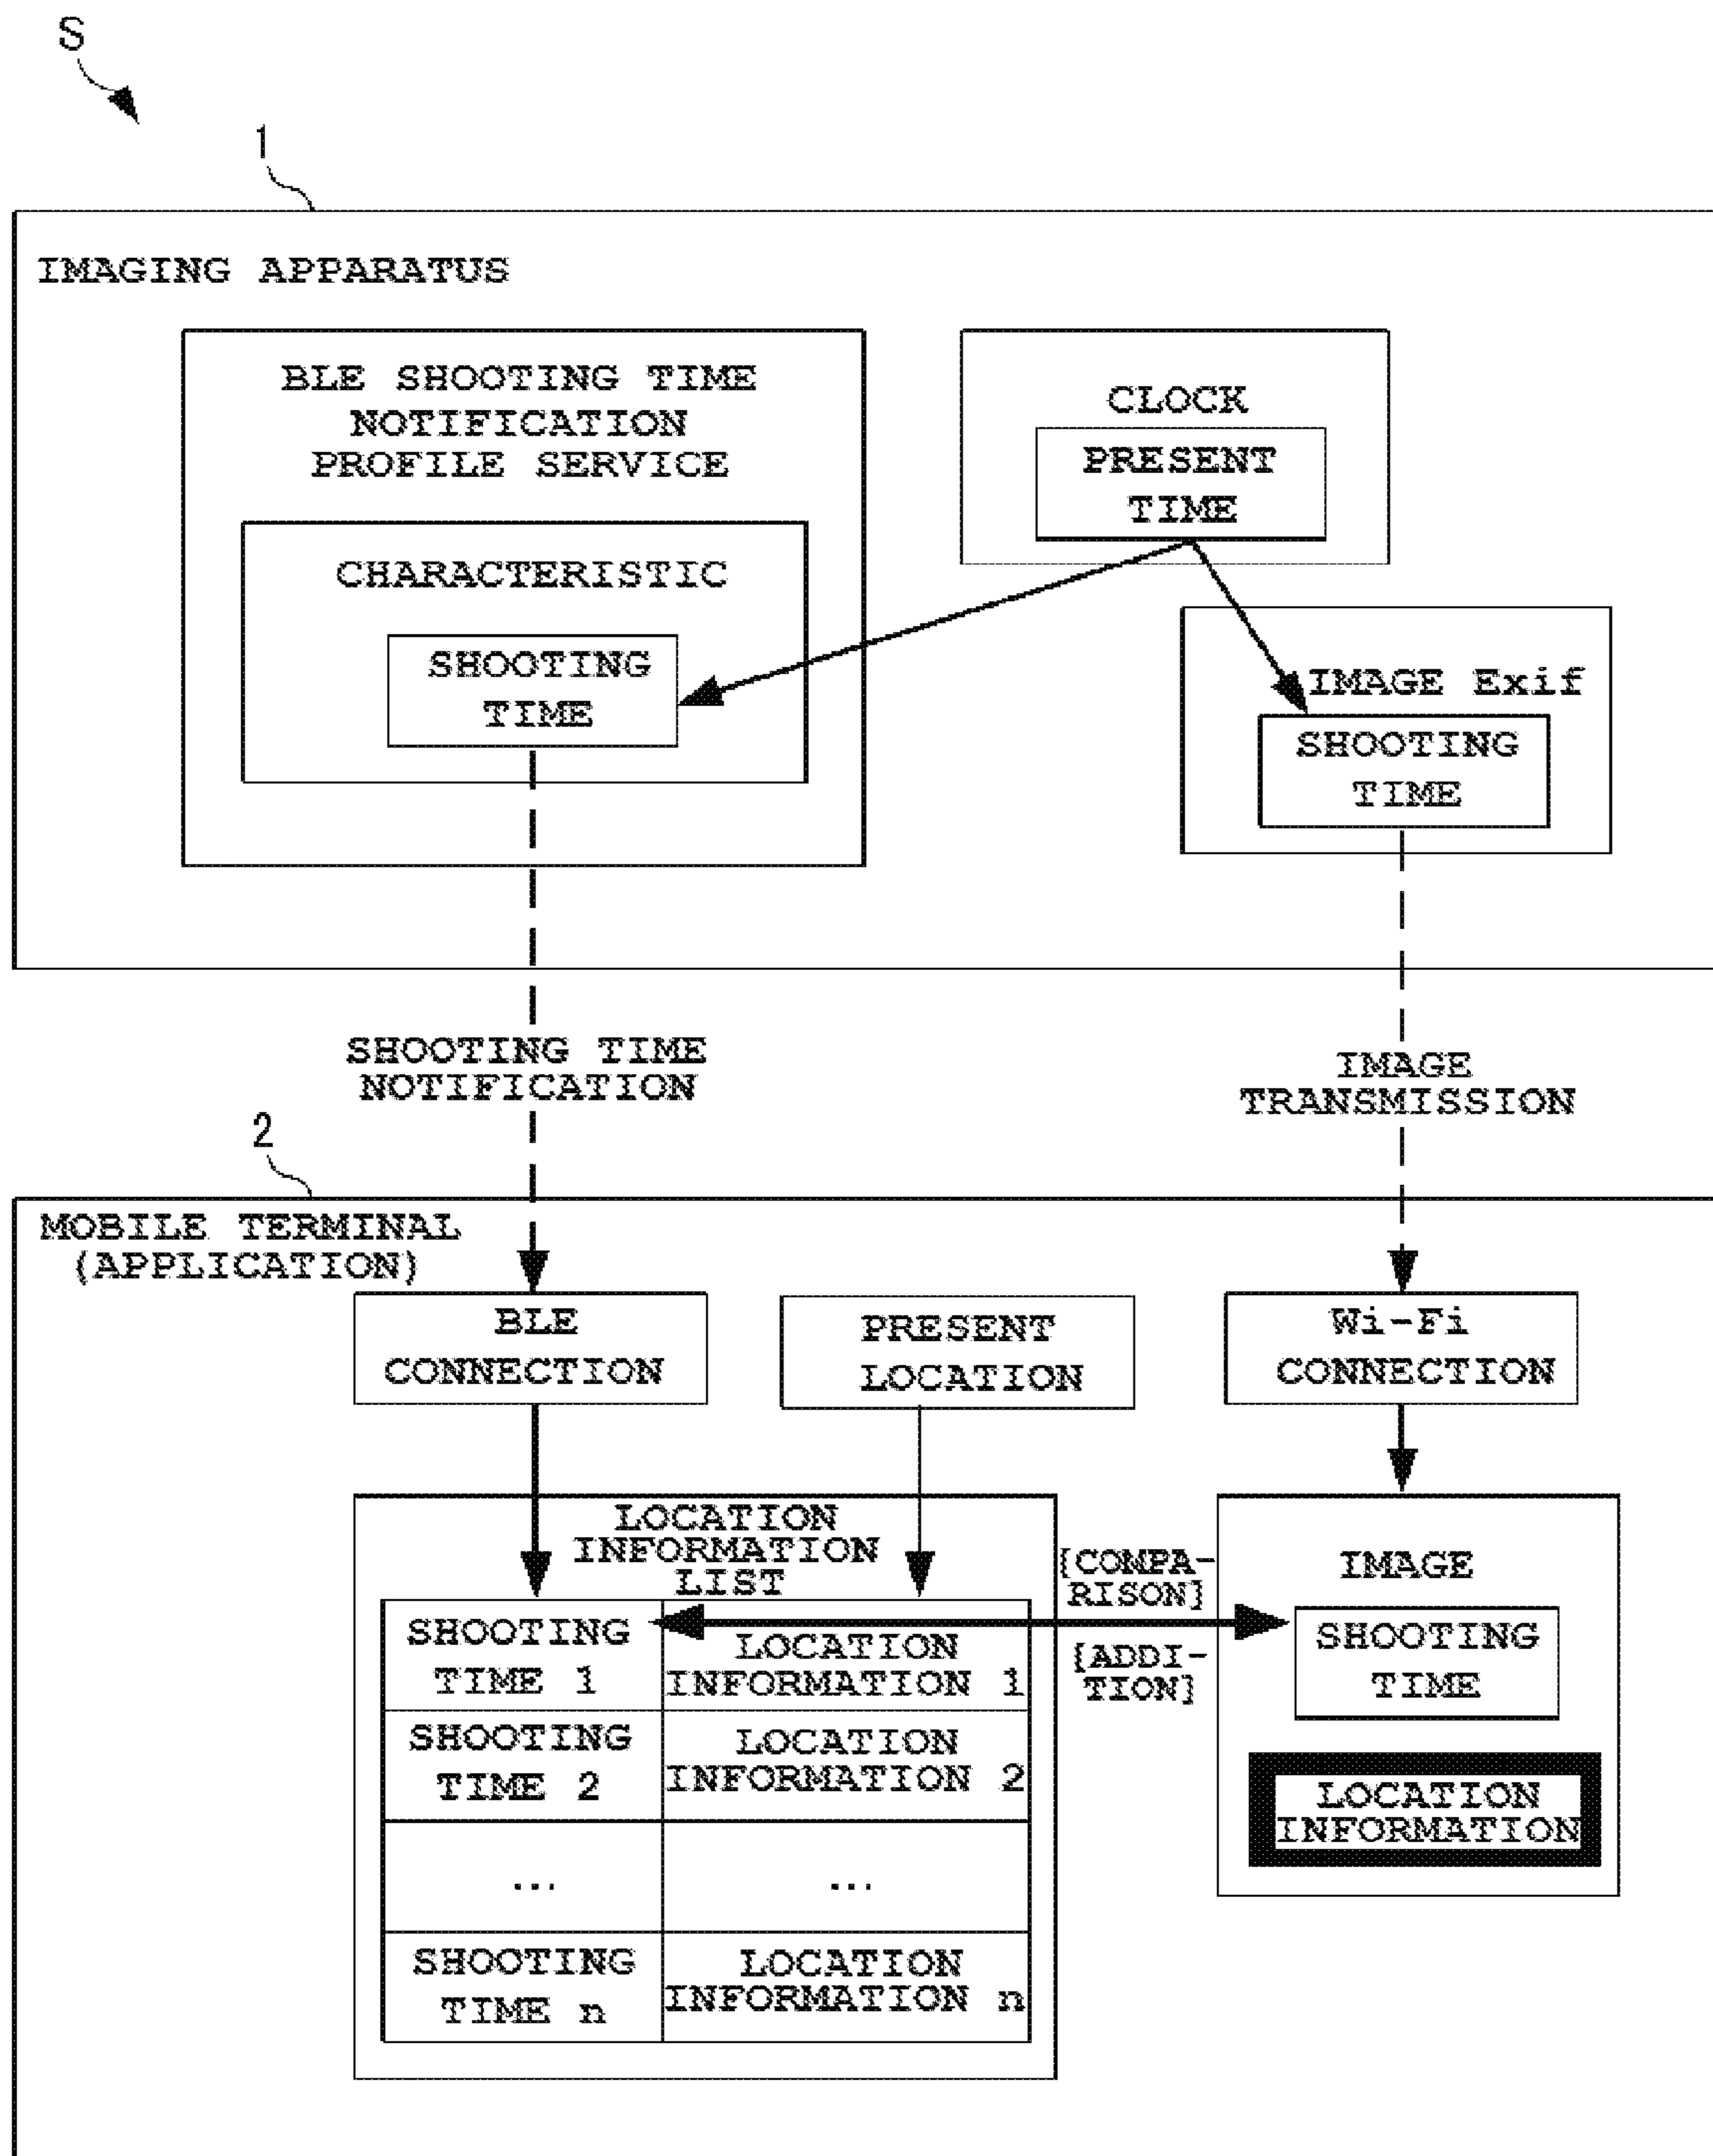 S
1
IMAGING APPARATUS
BLE SHOOTING TIME
NOTIFICATION
PROFILE SERVICE
CHARACTERISTIC
SHOOTING
TIME
CLOCK
PRESENT
TIME
IMAGE Exif
SHOOTING
TIME
SHOOTING TIME
NOTIFICATION
IMAGE
TRANSMISSION
2
MOBILE TERMINAL
(APPLICATION)
BLE
CONNECTION
PRESENT
LOCATION
Wi-Fi
CONNECTION
LOCATION
INFORMATION
LIST
SHOOTING
TIME 1
LOCATION
INFORMATION 1
SHOOTING
TIME 2
LOCATION
INFORMATION 2
...
...
SHOOTING
TIME n
LOCATION
INFORMATION n
[COMPA-
RISON]
[ADDI-
TION]
IMAGE
SHOOTING
TIME
LOCATION
INFORMATION